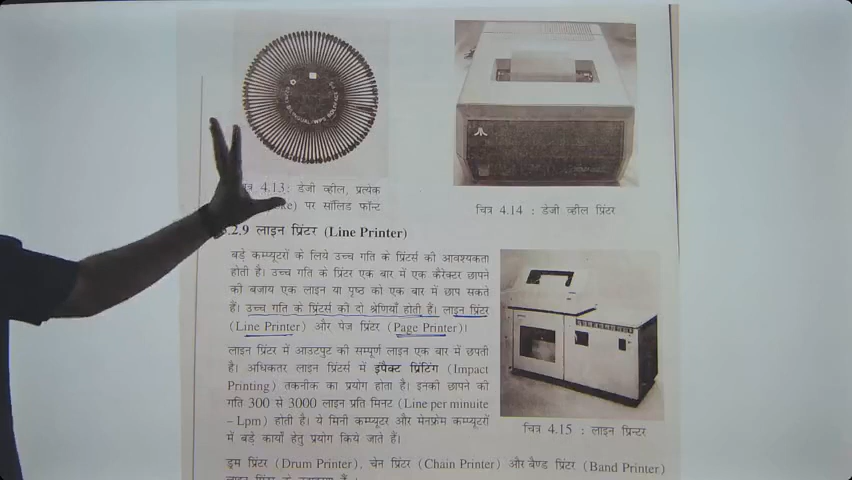 4.13: डेजी व्हील, प्रत्येक
पर सॉलिड फॉन्ट
चित्र 4.14 : डेजी व्हील प्रिंटर
.2.9 लाइन प्रिंटर (Line Printer)
बड़े कम्प्यूटरों के लिये उच्च गति के प्रिंटर्स की आवश्यकता
होती है। उच्च गति के प्रिंटर एक बार में एक कैरेक्टर छापने
की बजाय एक लाइन या पृष्ठ को एक बार में छाप सकते
हैं। उच्च गति के प्रिंटर्स की दो श्रेणियाँ होती हैं। लाइन प्रिंटर
(Line Printer) और पेज प्रिंटर (Page Printer)।
लाइन प्रिंटर में आउटपुट की सम्पूर्ण लाइन एक बार में छपती
है। अधिकतर लाइन प्रिंटर्स में इंपैक्ट प्रिंटिंग (Impact
Printing) तकनीक का प्रयोग होता है। इनकी छापने की
गति 300 से 3000 लाइन प्रति मिनट (Line per minuite
– Lpm) होती है। ये मिनी कम्प्यूटर और मेनफ्रेम कम्प्यूटरों
में बड़े कार्यों हेतु प्रयोग किये जाते हैं।
चित्र 4.15 : लाइन प्रिन्टर
ड्रम प्रिंटर (Drum Printer), चेन प्रिंटर (Chain Printer) और बैण्ड प्रिंटर (Band Printer)